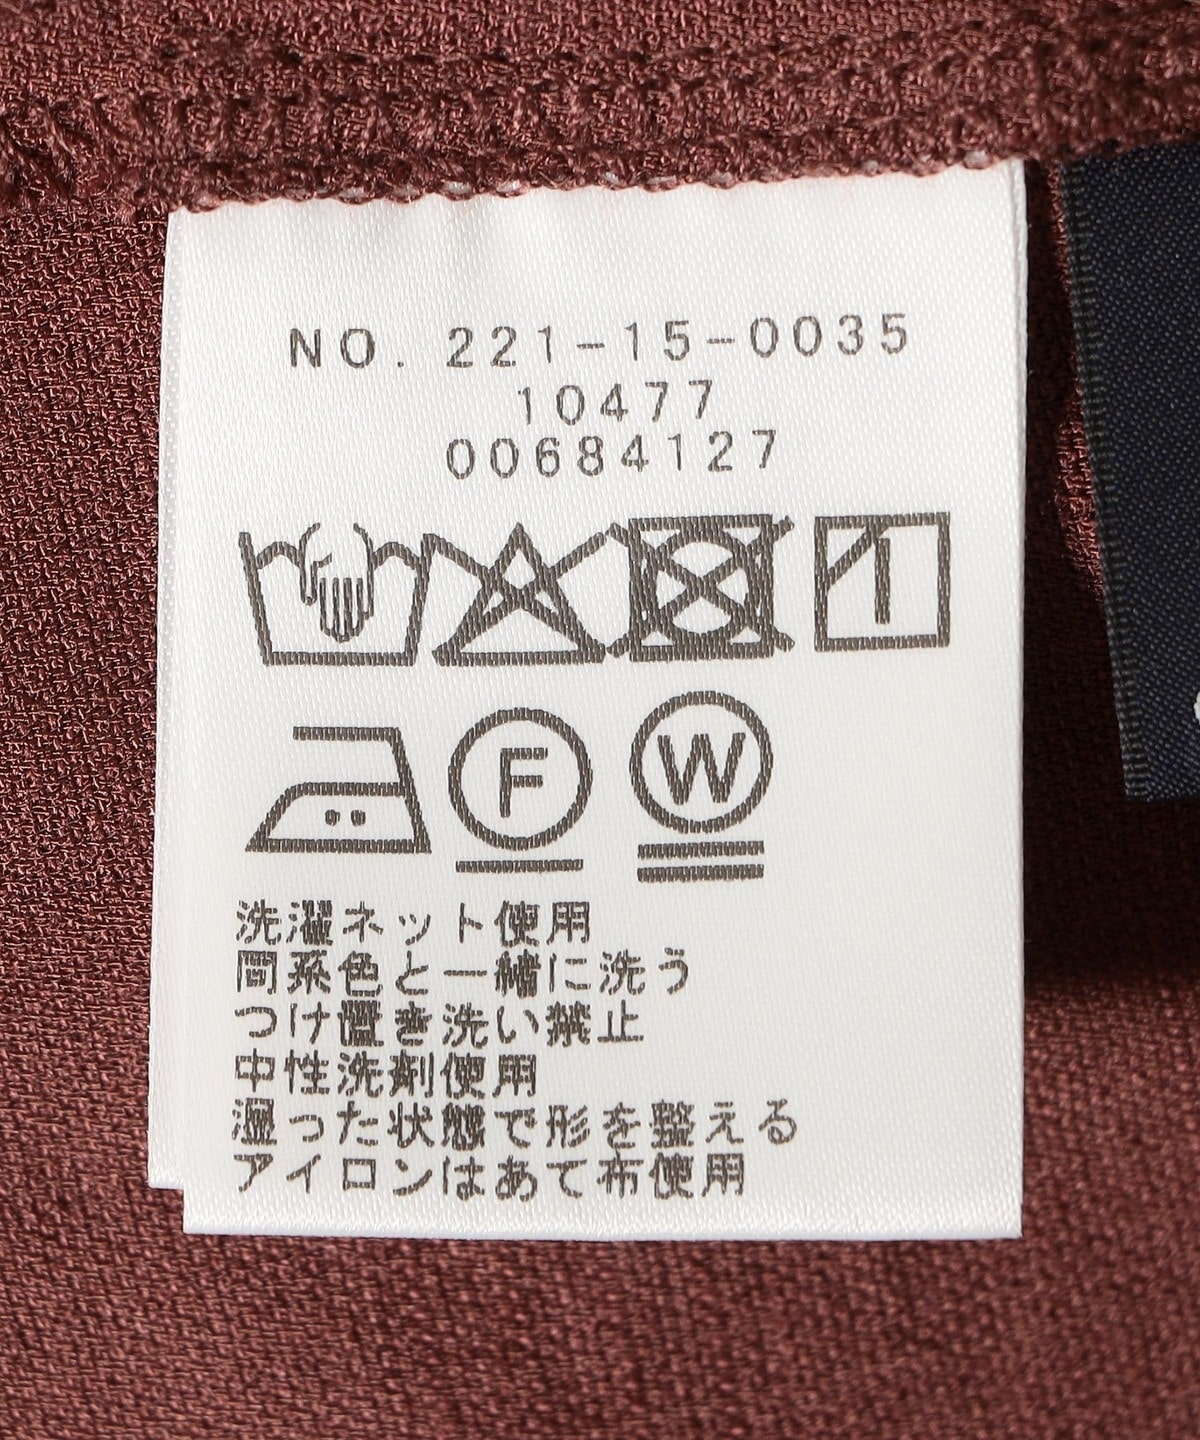 NO. 221-15-0035
10477
00684127
F W
洗濯ネット使用
同系色と一緒に洗う
つけ置き洗い禁止
中性洗剤使用
湿った状態で形を整える
アイロンはあて布使用